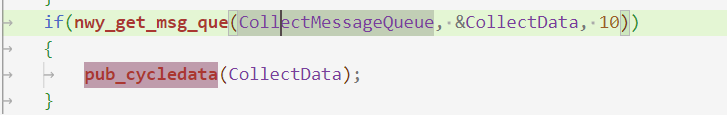 if(nwy_get_msg_que(CollectMessageQueue, &CollectData, 10))
{
pub_cycledata(CollectData);
}